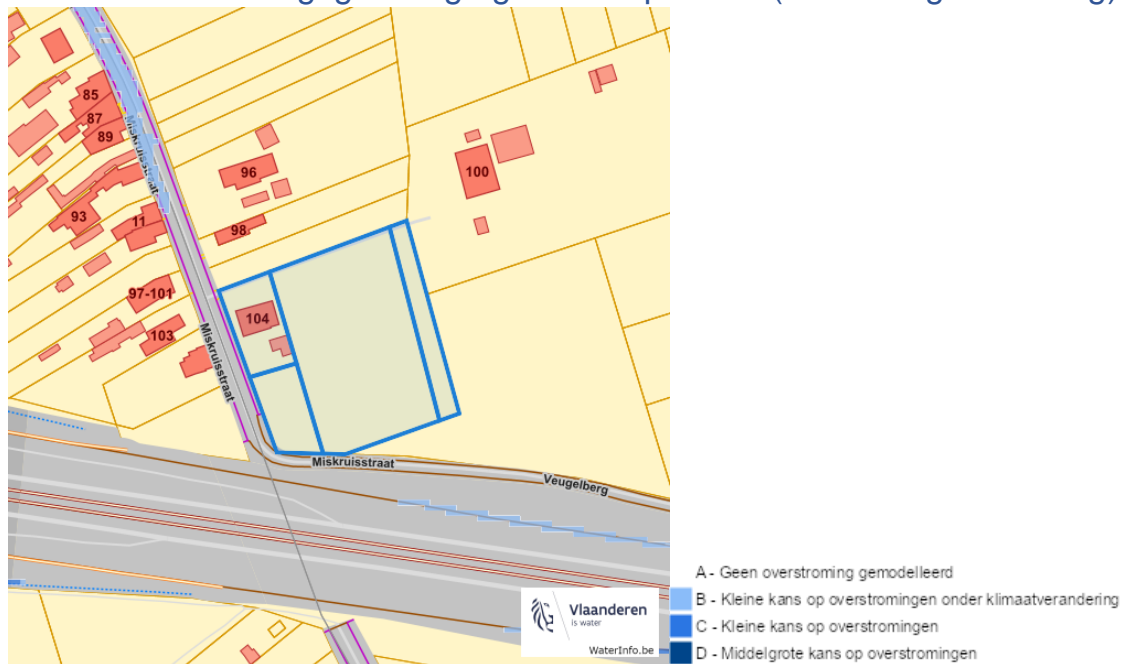 85
87
89
Miskruisstraat
96
100
93
11
98
97-101
104
103
Miskruisstraat
Miskruisstraat
Veugelberg
A - Geen overstroming gemodelleerd
B - Kleine kans op overstromingen onder klimaatverandering
C - Kleine kans op overstromingen
D - Middelgrote kans op overstromingen
Vlaanderen
is water
WaterInfo.be